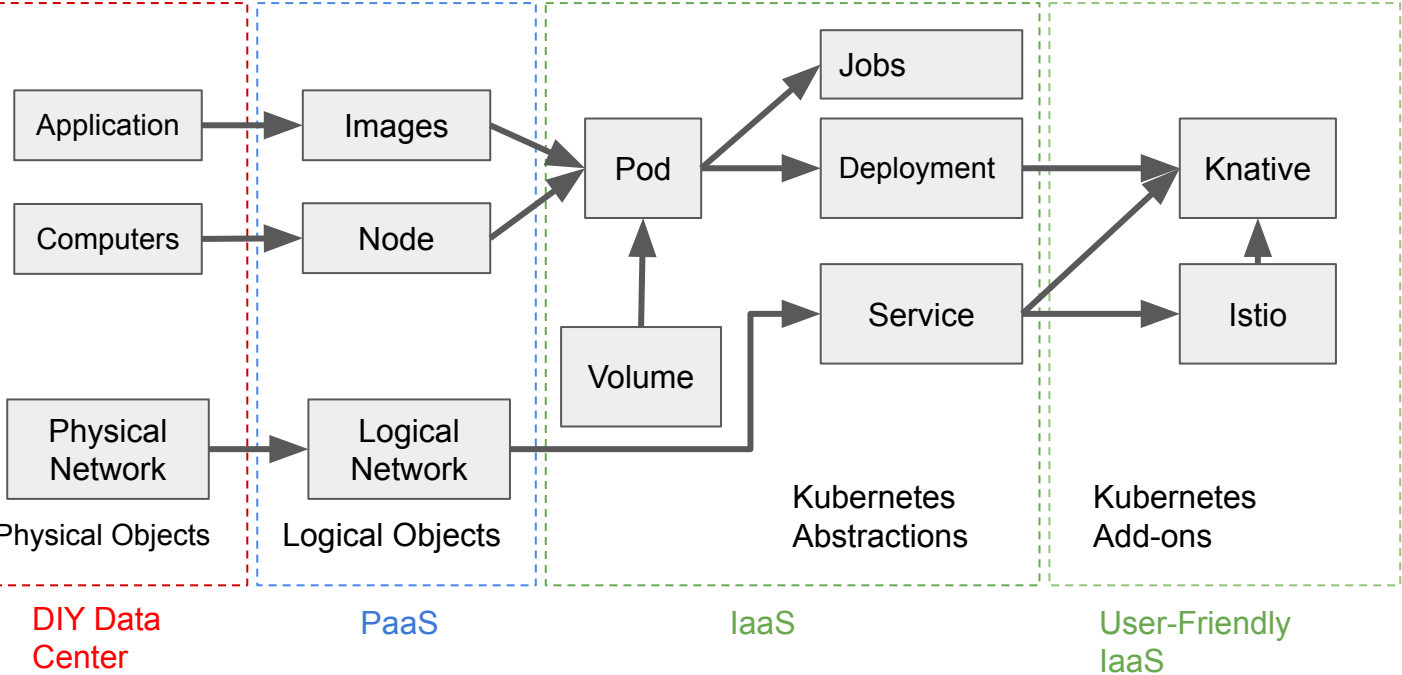 Jobs
Application
Images
Pod
Deployment
Knative
Computers
Node
Volume
Service
Istio
Physical
Network
Logical
Network
Physical Objects
Logical Objects
Kubernetes
Abstractions
Kubernetes
Add-ons
DIY Data
Center
PaaS
IaaS
User-Friendly
IaaS